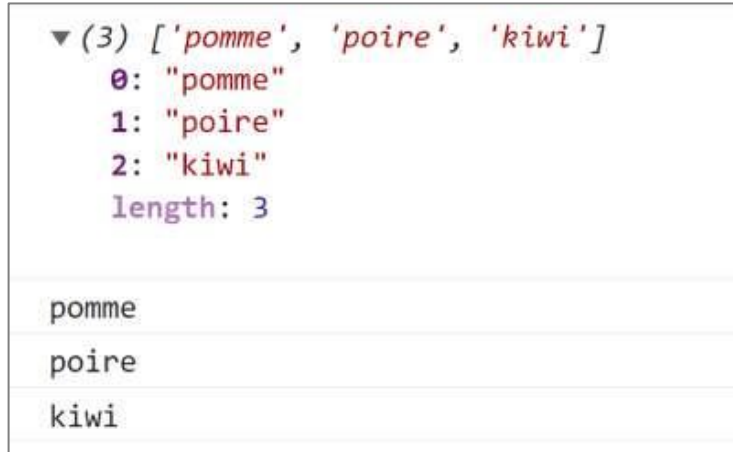 ▼(3) ['pomme', 'poire', 'kiwi']
0: "pomme"
1: "poire"
2: "kiwi"
length: 3
pomme
poire
kiwi